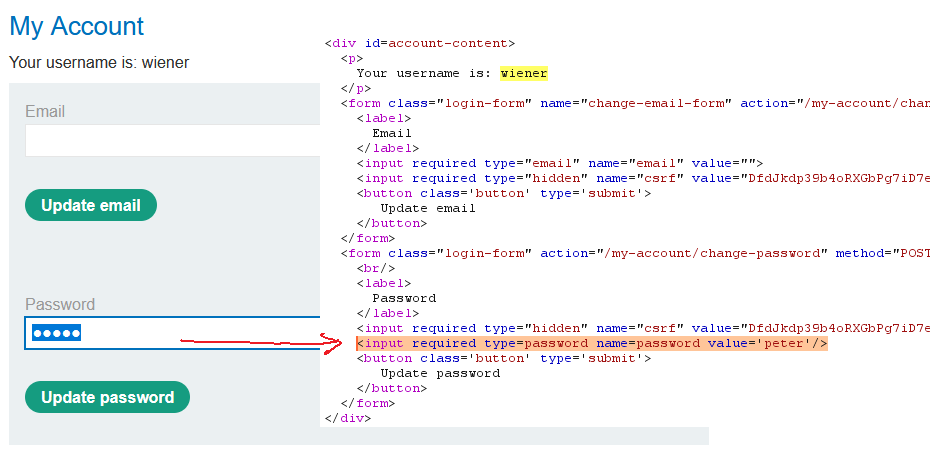 My Account
Your username is: wiener
Email
Update email
Password
●●●●●
Update password
<div id=account-content>
<p>
Your username is: wiener
</p>
<form class="login-form" name="change-email-form" action="/my-account/chan
<label>
Email
</label>
<input required type="email" name="email" value="">
<input required type="hidden" name="csrf" value="DfdJkdp39b4oRXGbPg7iD7e
<button class='button' type='submit'>
Update email
</button>
</form>
<form class="login-form" action="/my-account/change-password" method="POST
<br/>
<label>
Password
</label>
<input required type="hidden" name="csrf" value="DfdJkdp39b4oRXGbPg7iD7e
<input required type=password name=password value='peter'/>
<button class='button' type='submit'>
Update password
</button>
</form>
</div>